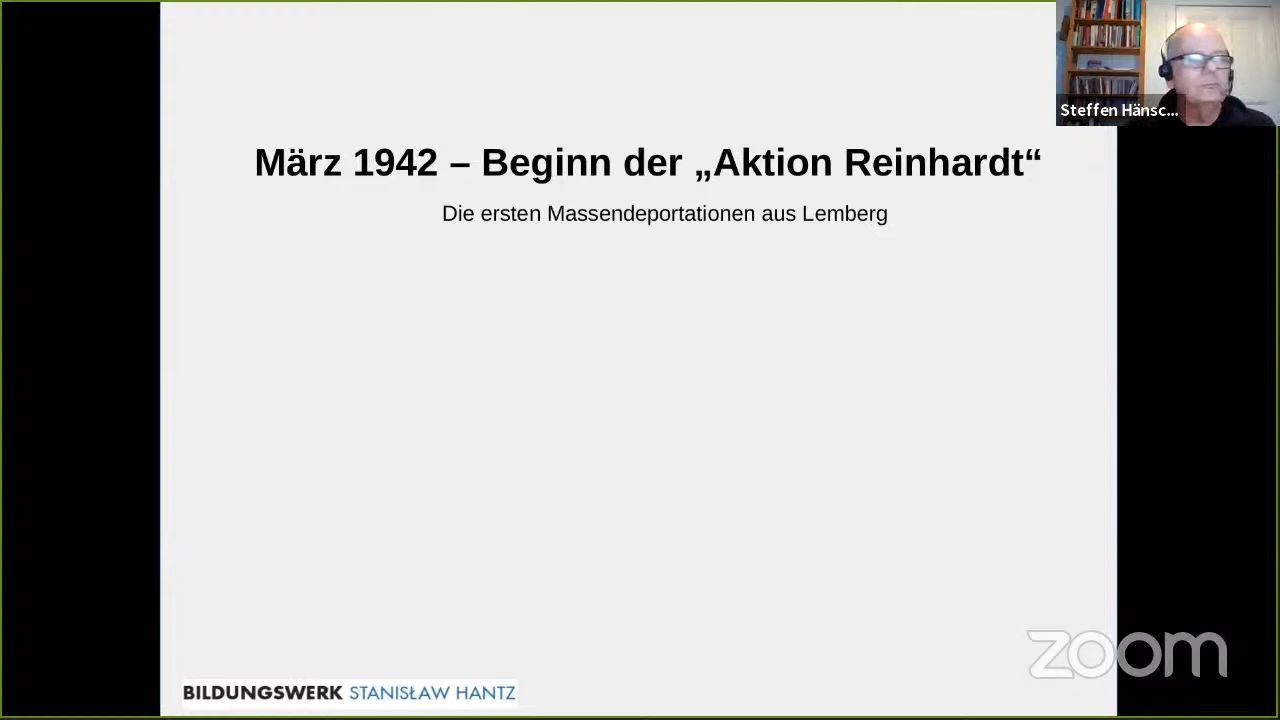 Steffen Hänsc...
März 1942 – Beginn der „Aktion Reinhardt“
Die ersten Massendeportationen aus Lemberg
zoom
BILDUNGSWERK STANISŁAW HANTZ